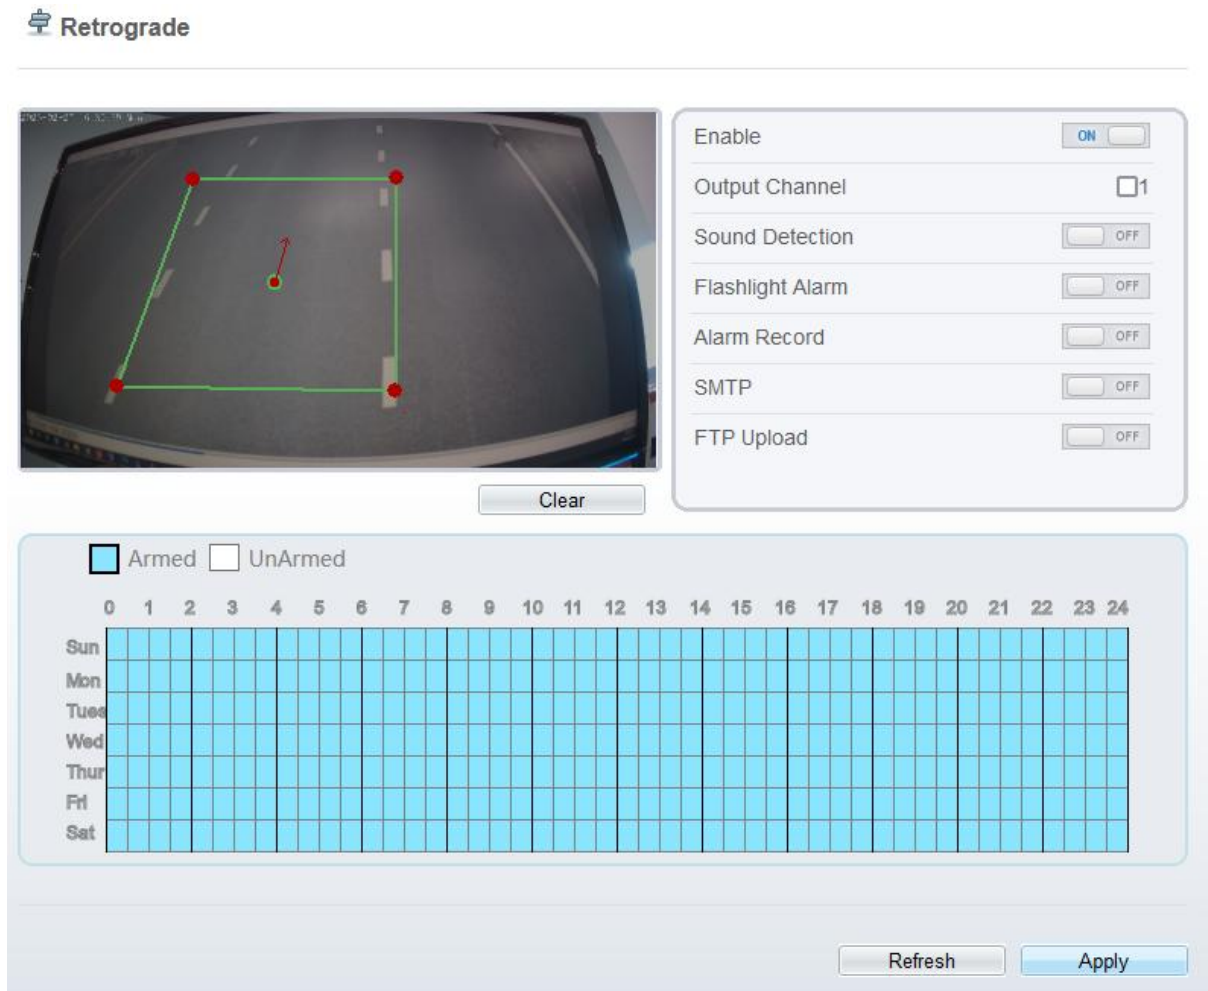 Retrograde
Enable ON
Output Channel 1
Sound Detection OFF
Flashlight Alarm OFF
Alarm Record OFF
SMTP OFF
FTP Upload OFF
Clear
Armed UnArmed
0 1 2 3 4 5 6 7 8 9 10 11 12 13 14 15 16 17 18 19 20 21 22 23 24
Sun
Mon
Tues
Wed
Thur
Fri
Sat
Refresh Apply